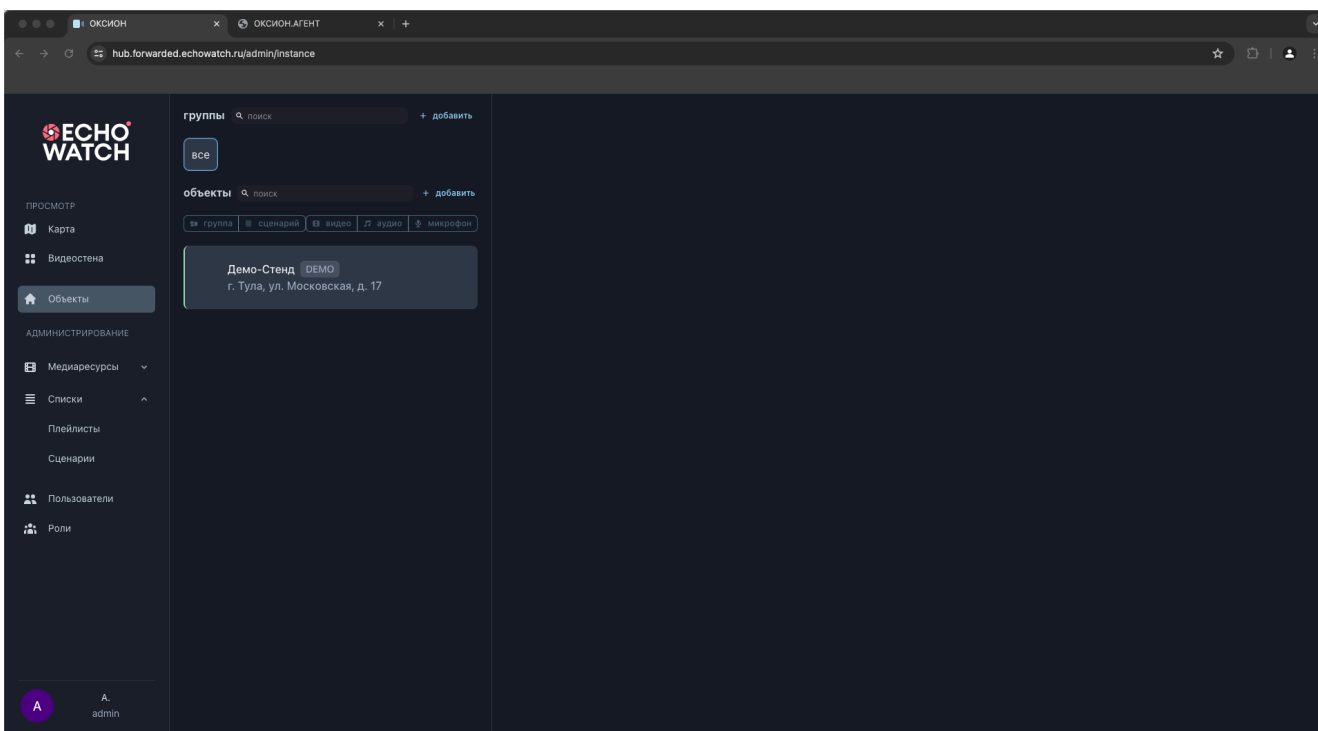 ОКСИОН
ОКСИОН.АГЕНТ
hub.forwarded.echowatch.ru/admin/instance
ECHO
WATCH
ПРОСМОТР
Карта
Видеостена
Объекты
АДМИНИСТРИРОВАНИЕ
Медиаресурсы
Списки
Плейлисты
Сценарии
Пользователи
Роли
A
A.
admin
группы поиск + добавить
все
объекты поиск + добавить
группа сценарий видео аудио микрофон
Демо-Стенд DEMO
г. Тула, ул. Московская, д. 17